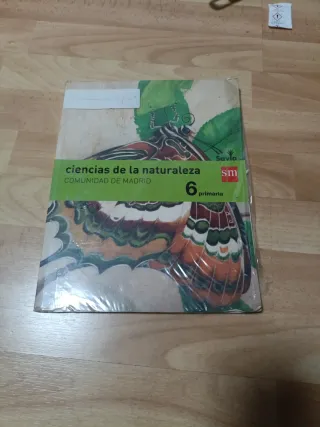 Savia
ciencias de la naturaleza
COMUNIDAD DE MADRID
6 primaria
sm